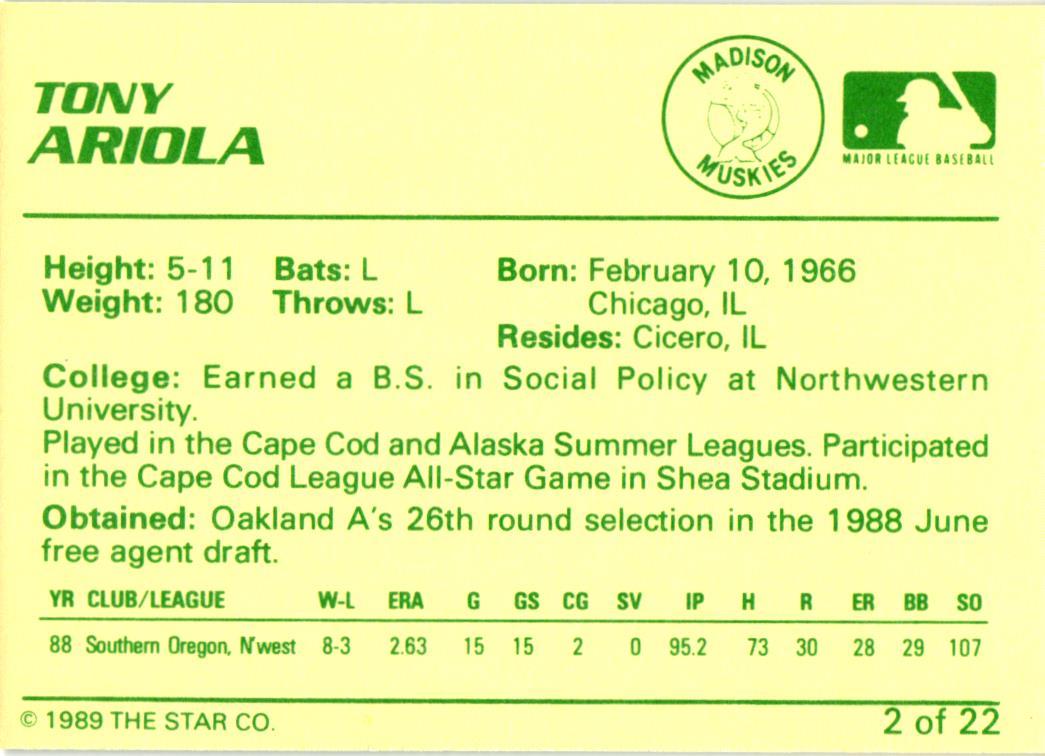 TONY
ARIOLA
MADISON
MUSKIES
MAJOR LEAGUE BASEBALL
Height: 5-11 Bats: L Born: February 10, 1966
Weight: 180 Throws: L Chicago, IL
Resides: Cicero, IL
College: Earned a B.S. in Social Policy at Northwestern
University.
Played in the Cape Cod and Alaska Summer Leagues. Participated
in the Cape Cod League All-Star Game in Shea Stadium.
Obtained: Oakland A's 26th round selection in the 1988 June
free agent draft.
YR CLUB/LEAGUE W-L ERA G GS CG SV IP H R ER BB SO
88 Southern Oregon, N'west 8-3 2.63 15 15 2 0 95.2 73 30 28 29 107
© 1989 THE STAR CO. 2 of 22